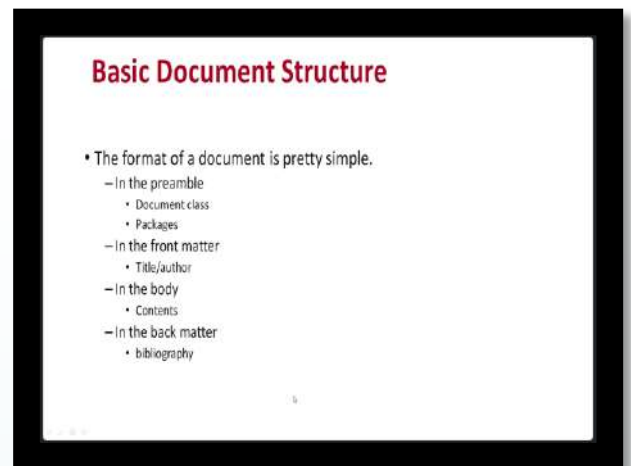 Basic Document Structure
• The format of a document is pretty simple.
– In the preamble
• Document class
• Packages
– In the front matter
• Title/author
– In the body
• Contents
– In the back matter
• bibliography